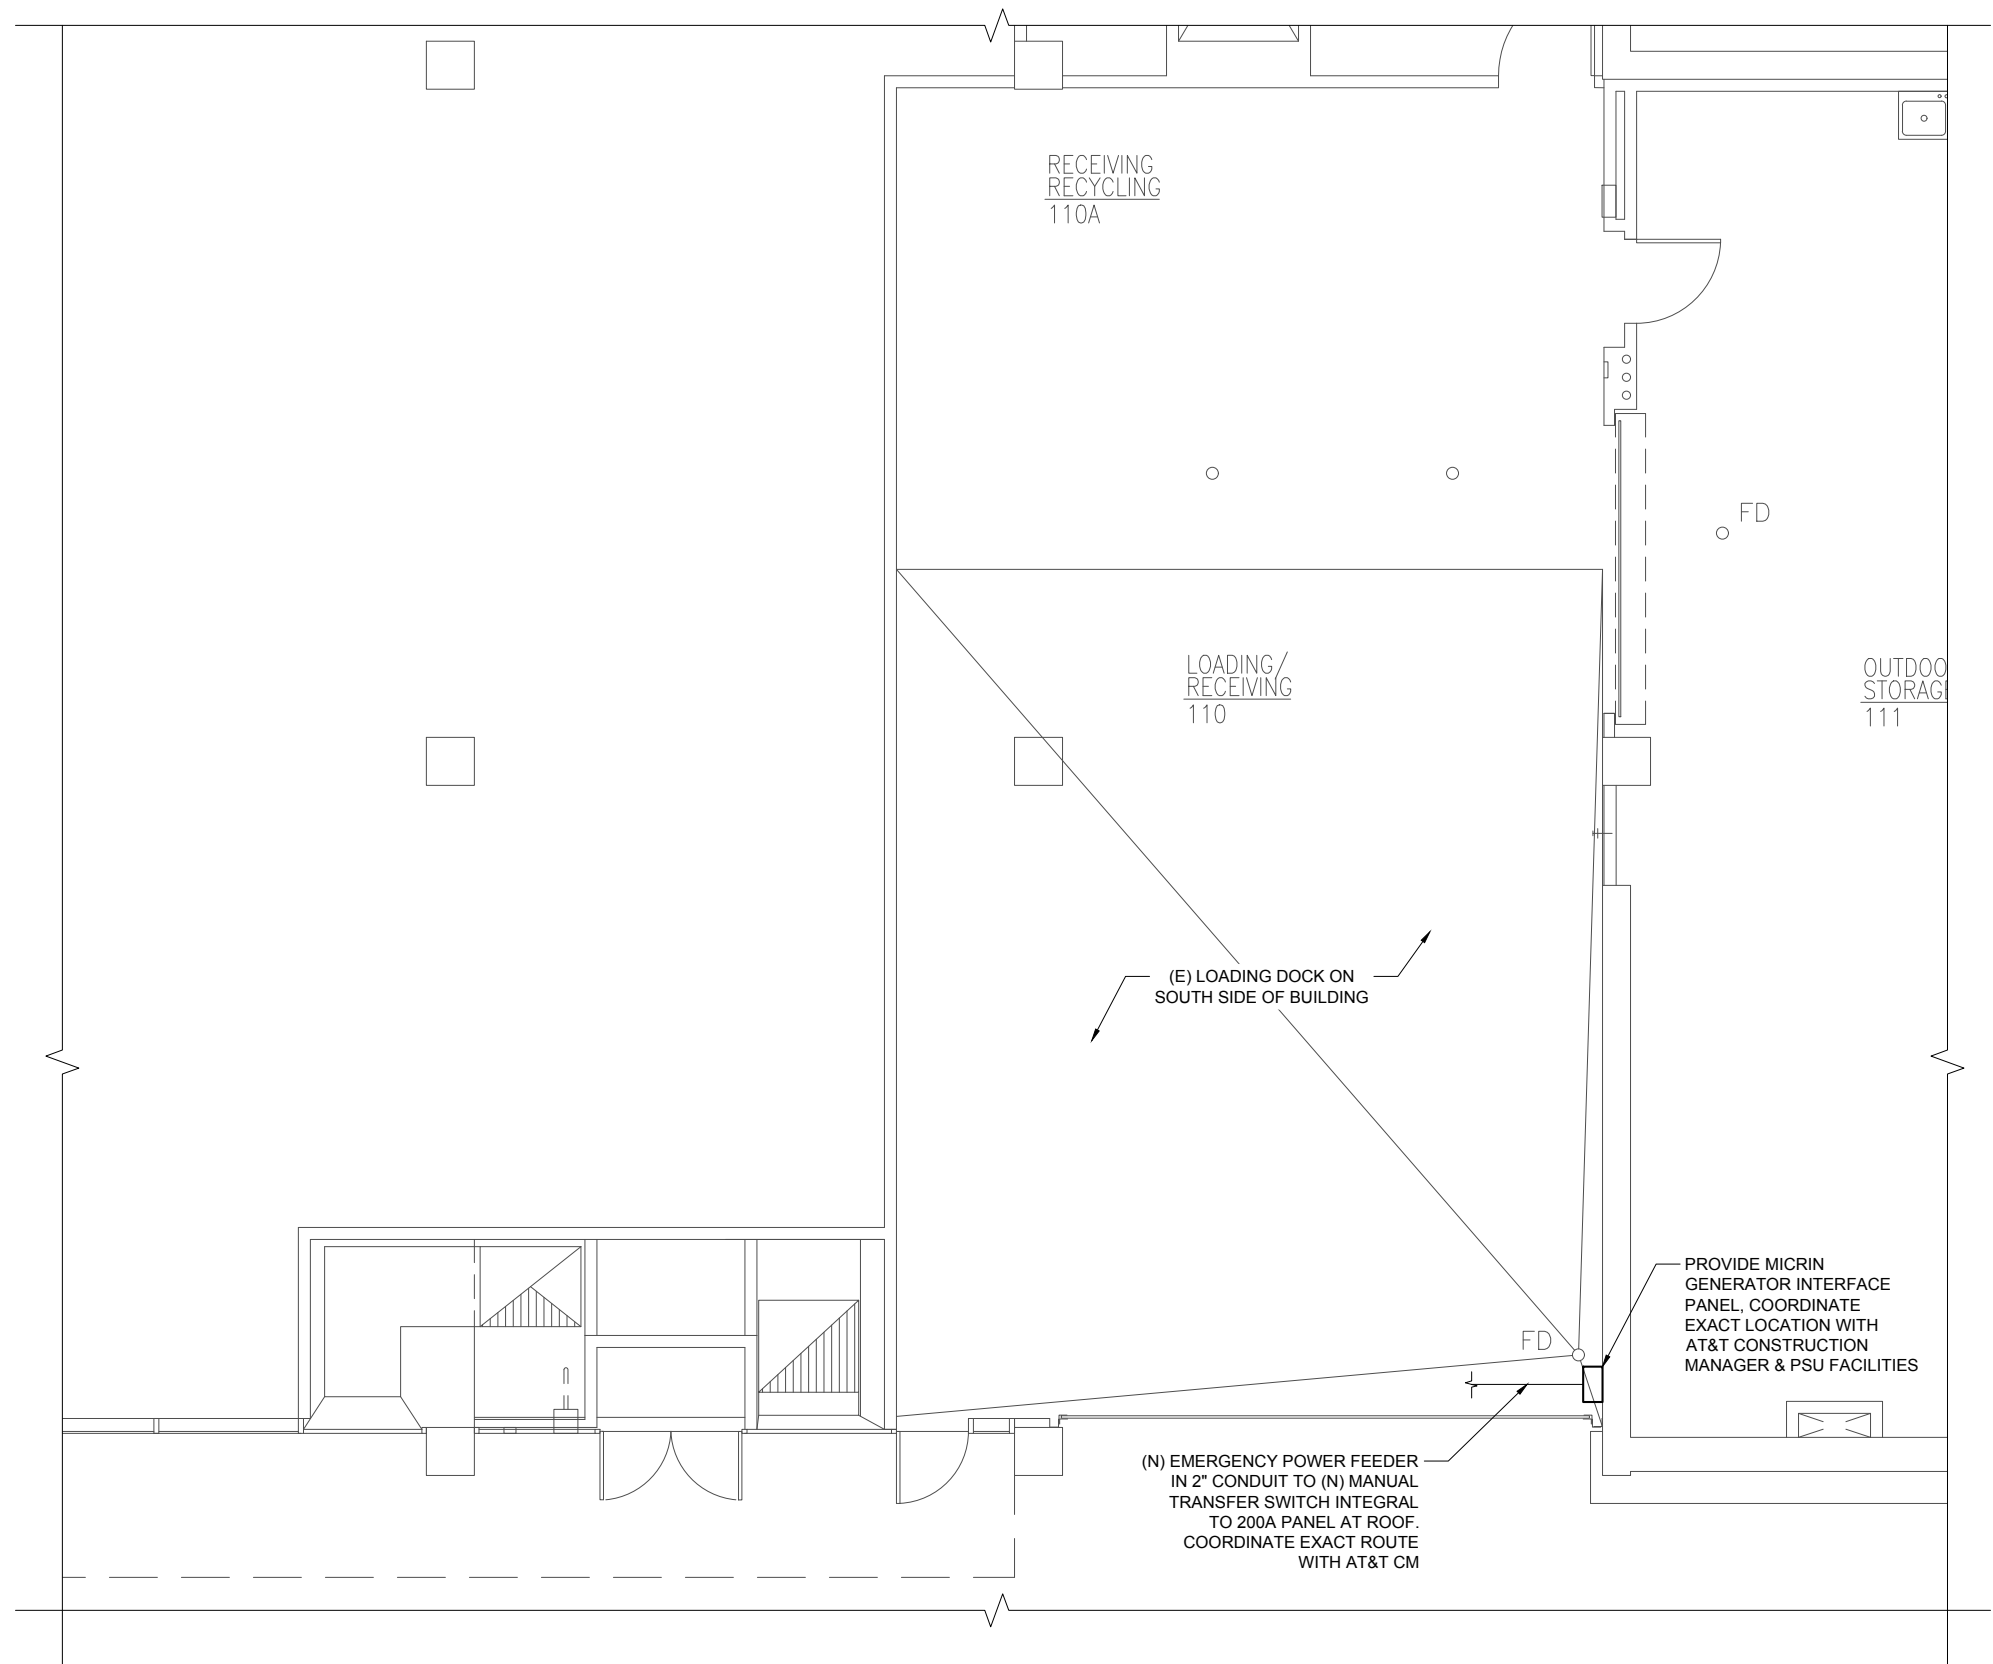 RECEIVING
RECYCLING
110A
FD
LOADING/
RECEIVING
110
OUTDOO
STORAGE
111
(E) LOADING DOCK ON
SOUTH SIDE OF BUILDING
PROVIDE MICRIN
GENERATOR INTERFACE
PANEL, COORDINATE
EXACT LOCATION WITH
AT&T CONSTRUCTION
MANAGER & PSU FACILITIES
FD
(N) EMERGENCY POWER FEEDER
IN 2" CONDUIT TO (N) MANUAL
TRANSFER SWITCH INTEGRAL
TO 200A PANEL AT ROOF.
COORDINATE EXACT ROUTE
WITH AT&T CM